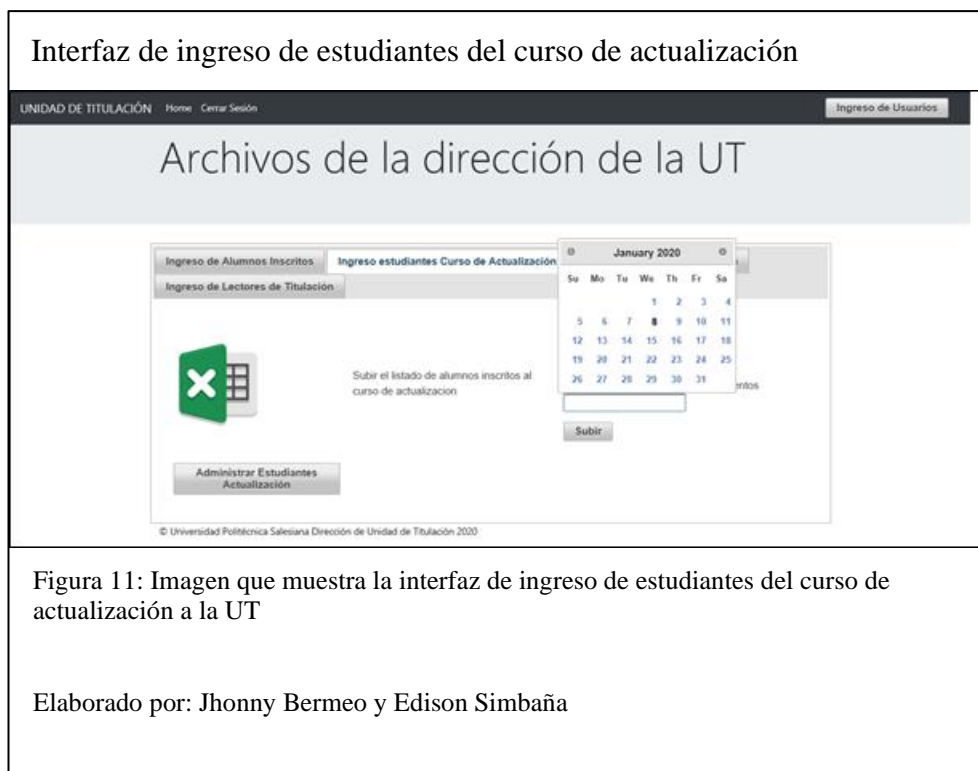 Interfaz de ingreso de estudiantes del curso de actualización
UNIDAD DE TITULACIÓN Home Cerrar Sesión Ingreso de Usuarios
Archivos de la dirección de la UT
Ingreso de Alumnos Inscritos Ingreso estudiantes Curso de Actualización
Ingreso de Lectores de Titulación
January 2020
Su Mo Tu We Th Fr Sa
1 2 3 4
5 6 7 8 9 10 11
12 13 14 15 16 17 18
19 20 21 22 23 24 25
26 27 28 29 30 31
Subir el listado de alumnos inscritos al
curso de actualizacion
entos
Subir
Administrar Estudiantes
Actualización
© Universidad Politécnica Salesiana Dirección de Unidad de Titulación 2020
Figura 11: Imagen que muestra la interfaz de ingreso de estudiantes del curso de
actualización a la UT
Elaborado por: Jhonny Bermeo y Edison Simbaña